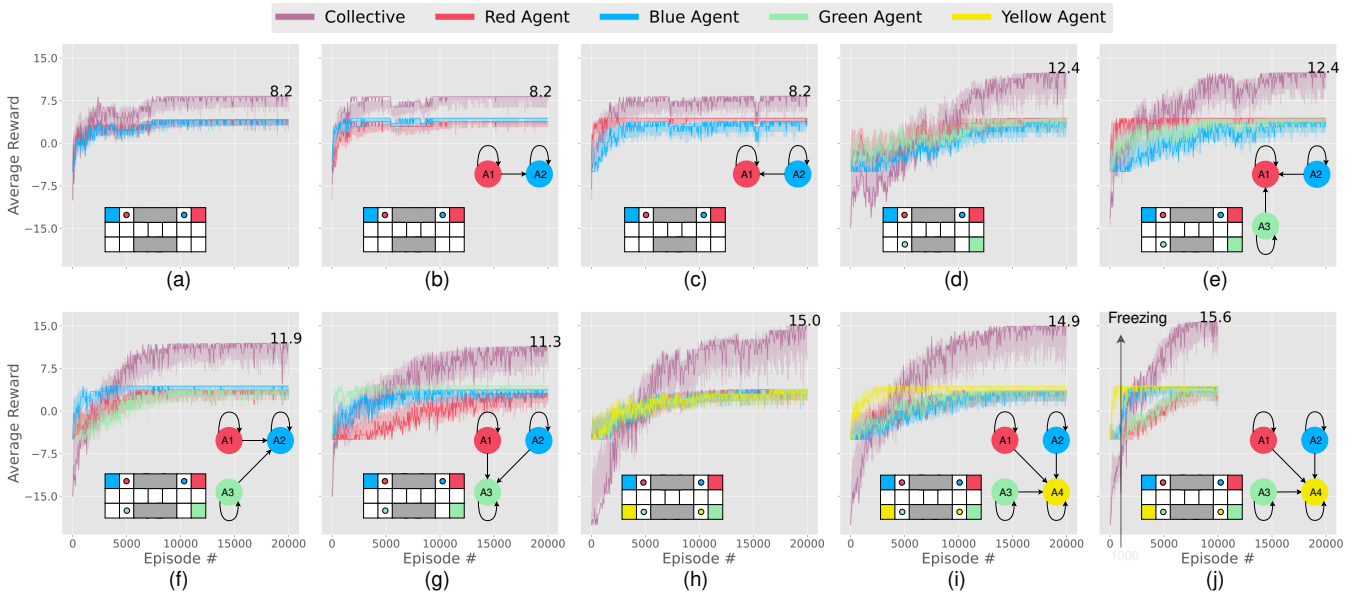 Collective Red Agent Blue Agent Green Agent Yellow Agent
Average Reward
15.0
7.5
0.0
−7.5
−15.0
8.2
(a)
8.2
A1 A2
(b)
8.2
A1 A2
(c)
12.4
(d)
12.4
A1 A2
A3
(e)
Average Reward
15.0
7.5
0.0
−7.5
−15.0
11.9
A1 A2
A3
0 5000 10000 15000 20000
Episode #
(f)
11.3
A1 A2
A3
0 5000 10000 15000 20000
Episode #
(g)
15.0
0 5000 10000 15000 20000
Episode #
(h)
14.9
A1 A2
A3 A4
0 5000 10000 15000 20000
Episode #
(i)
Freezing 15.6
A1 A2
A3 A4
0 5000 10000 15000 20000
1000
Episode #
(j)